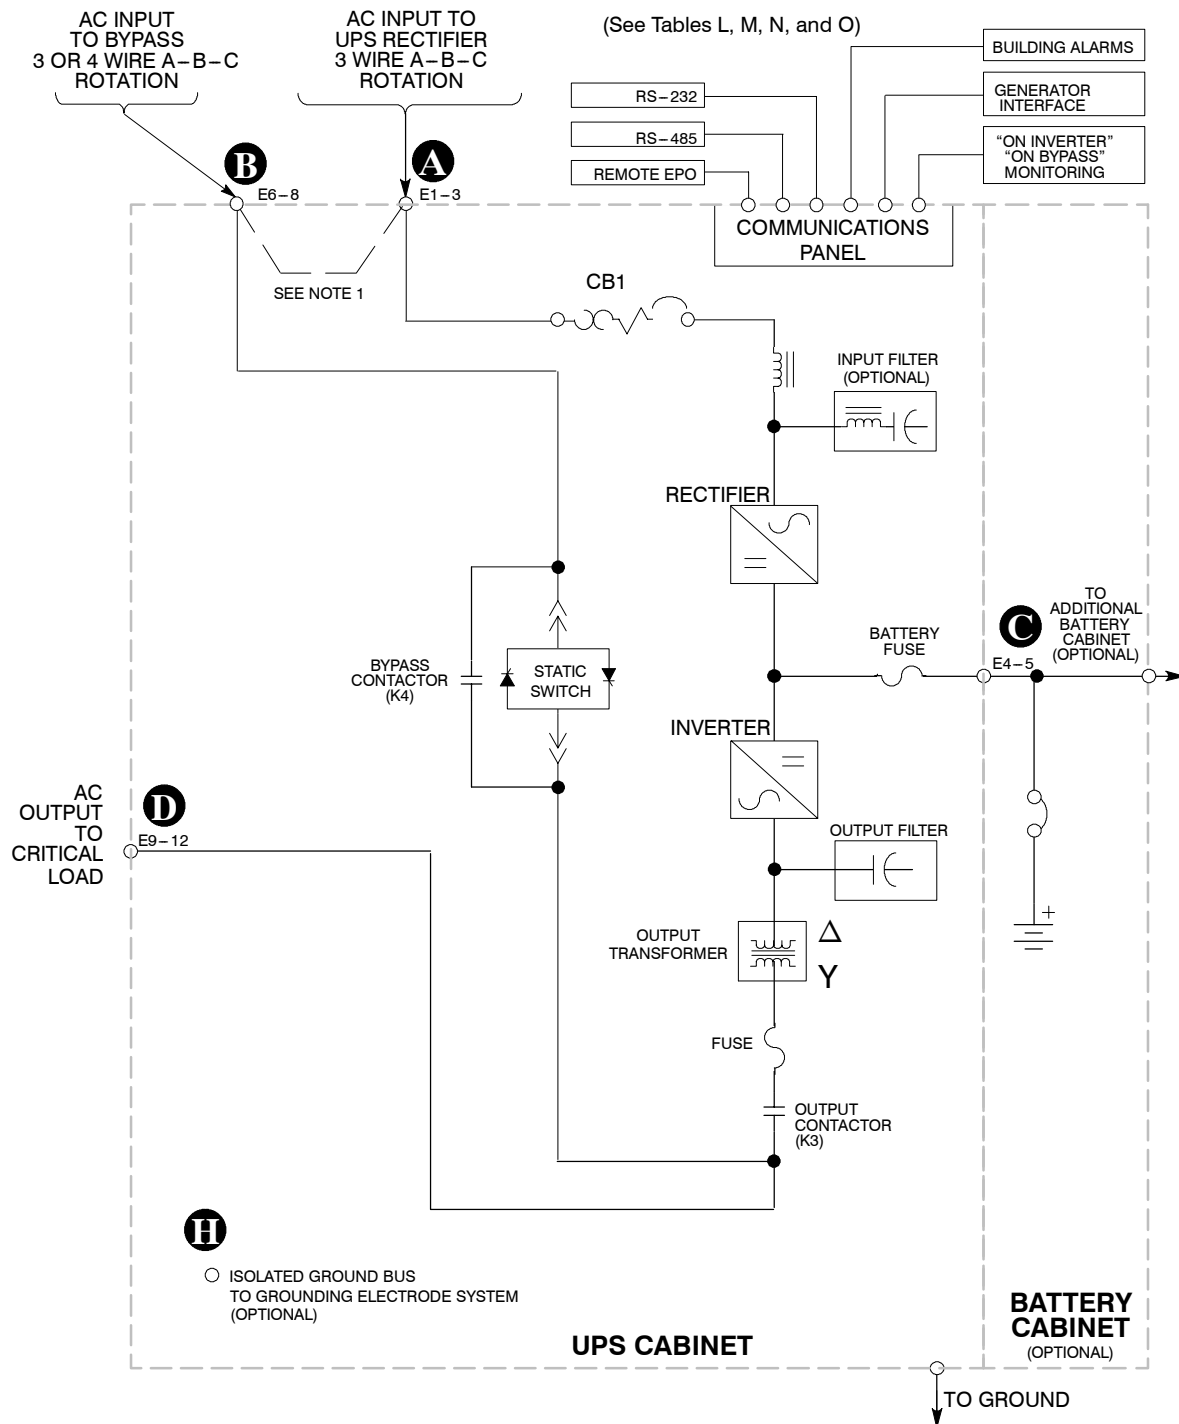 AC INPUT
TO BYPASS
3 OR 4 WIRE A–B–C
ROTATION
AC INPUT TO
UPS RECTIFIER
3 WIRE A–B–C
ROTATION
(See Tables L, M, N, and O)
RS–232
RS–485
REMOTE EPO
BUILDING ALARMS
GENERATOR
INTERFACE
“ON INVERTER”
“ON BYPASS”
MONITORING
B
E6–8
A
E1–3
COMMUNICATIONS
PANEL
SEE NOTE 1
CB1
INPUT FILTER
(OPTIONAL)
RECTIFIER
BYPASS
CONTACTOR
(K4)
STATIC
SWITCH
BATTERY
FUSE
C
E4–5
TO
ADDITIONAL
BATTERY
CABINET
(OPTIONAL)
INVERTER
AC
OUTPUT
TO
CRITICAL
LOAD
D
E9–12
OUTPUT FILTER
+
OUTPUT
TRANSFORMER
Δ
Y
FUSE
OUTPUT
CONTACTOR
(K3)
H
ISOLATED GROUND BUS
TO GROUNDING ELECTRODE SYSTEM
(OPTIONAL)
UPS CABINET
BATTERY
CABINET
(OPTIONAL)
TO GROUND